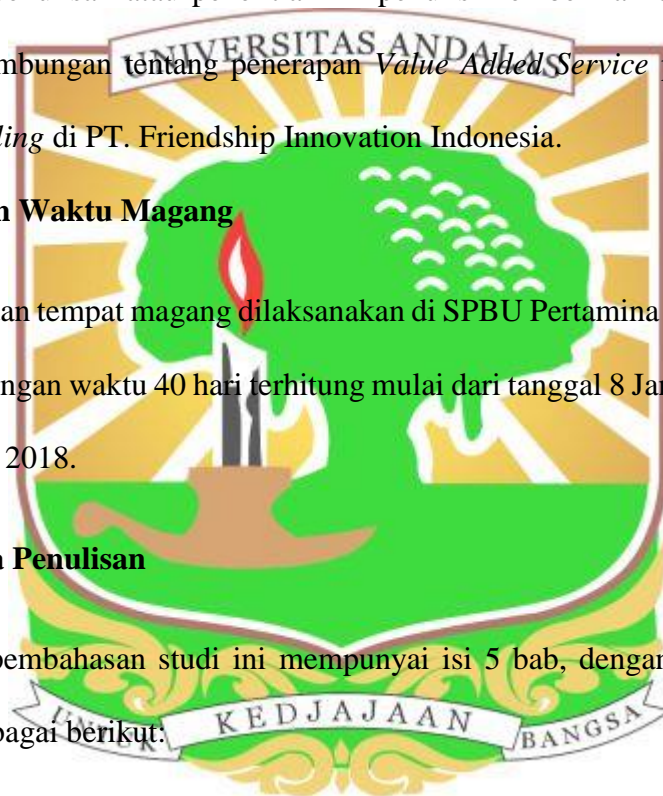 UNIVERSITAS ANDALAS
mbungan tentang penerapan Value Added Service
ling di PT. Friendship Innovation Indonesia.
n Waktu Magang
an tempat magang dilaksanakan di SPBU Pertamina
ngan waktu 40 hari terhitung mulai dari tanggal 8 Jan
2018.
a Penulisan
pembahasan studi ini mempunyai isi 5 bab, dengan
bagai berikut:
UNTUK KEDJAJAAN BANGSA